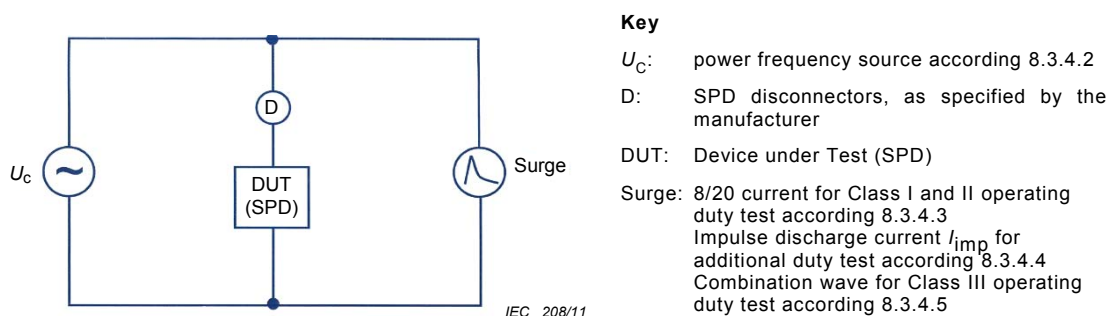 D
U_C
DUT
(SPD)
Surge
IEC 208/11
Key
U_C: power frequency source according 8.3.4.2
D: SPD disconnectors, as specified by the
manufacturer
DUT: Device under Test (SPD)
Surge: 8/20 current for Class I and II operating
duty test according 8.3.4.3
Impulse discharge current I_imp for
additional duty test according 8.3.4.4
Combination wave for Class III operating
duty test according 8.3.4.5